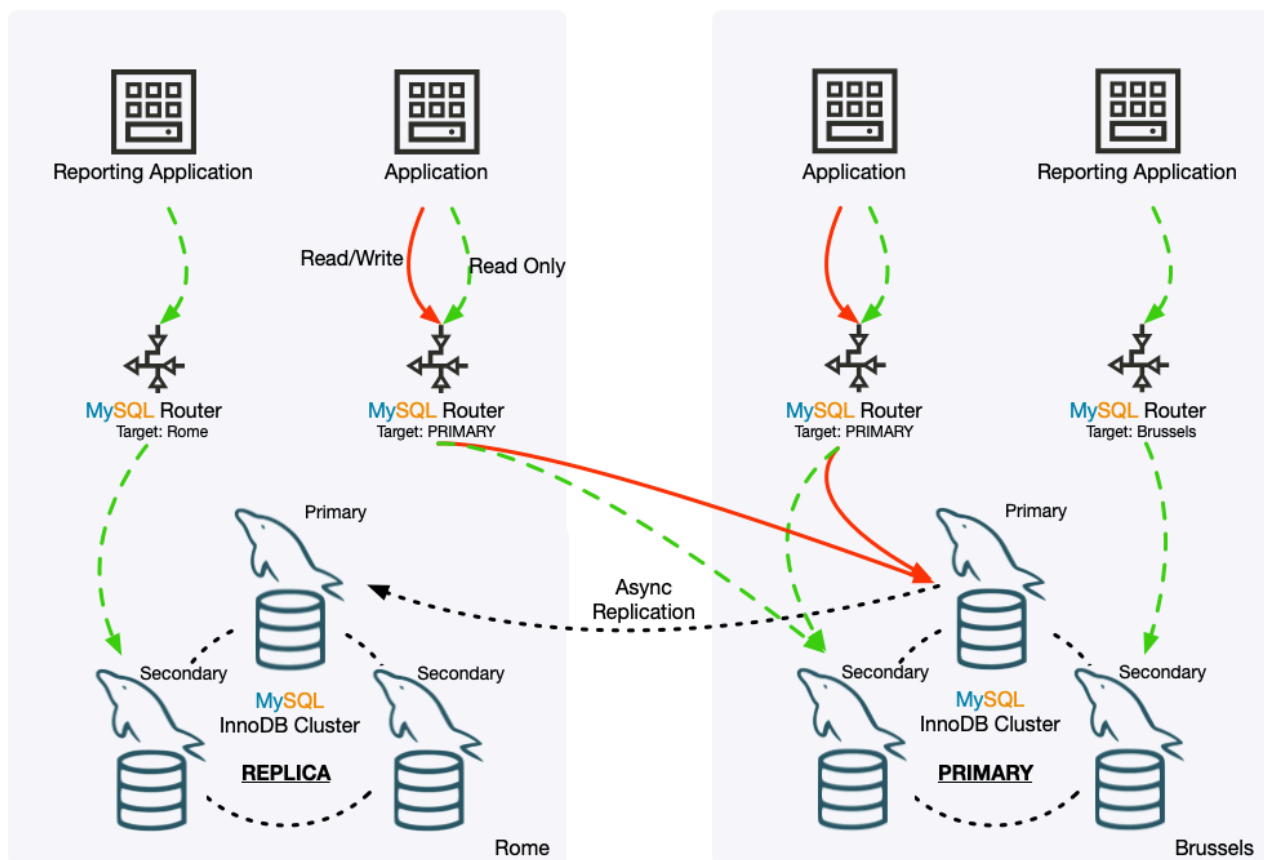 Reporting Application
Application
Application
Reporting Application
Read/Write
Read Only
MySQL Router
Target: Rome
MySQL Router
Target: PRIMARY
MySQL Router
Target: PRIMARY
MySQL Router
Target: Brussels
Primary
Primary
Async
Replication
Secondary
Secondary
Secondary
Secondary
MySQL
InnoDB Cluster
REPLICA
MySQL
InnoDB Cluster
PRIMARY
Rome
Brussels